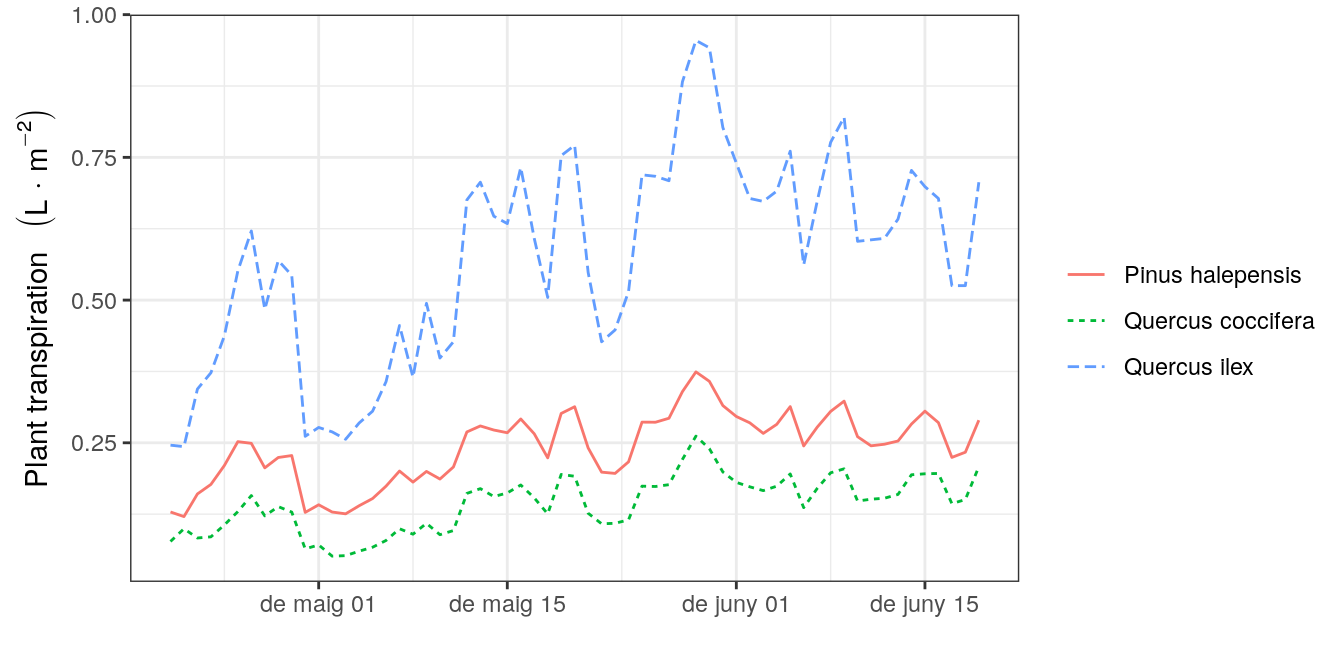 Plant transpiration (L · m⁻²)
1.00
0.75
0.50
0.25
de maig 01
de maig 15
de juny 01
de juny 15
Pinus halepensis
Quercus coccifera
Quercus ilex